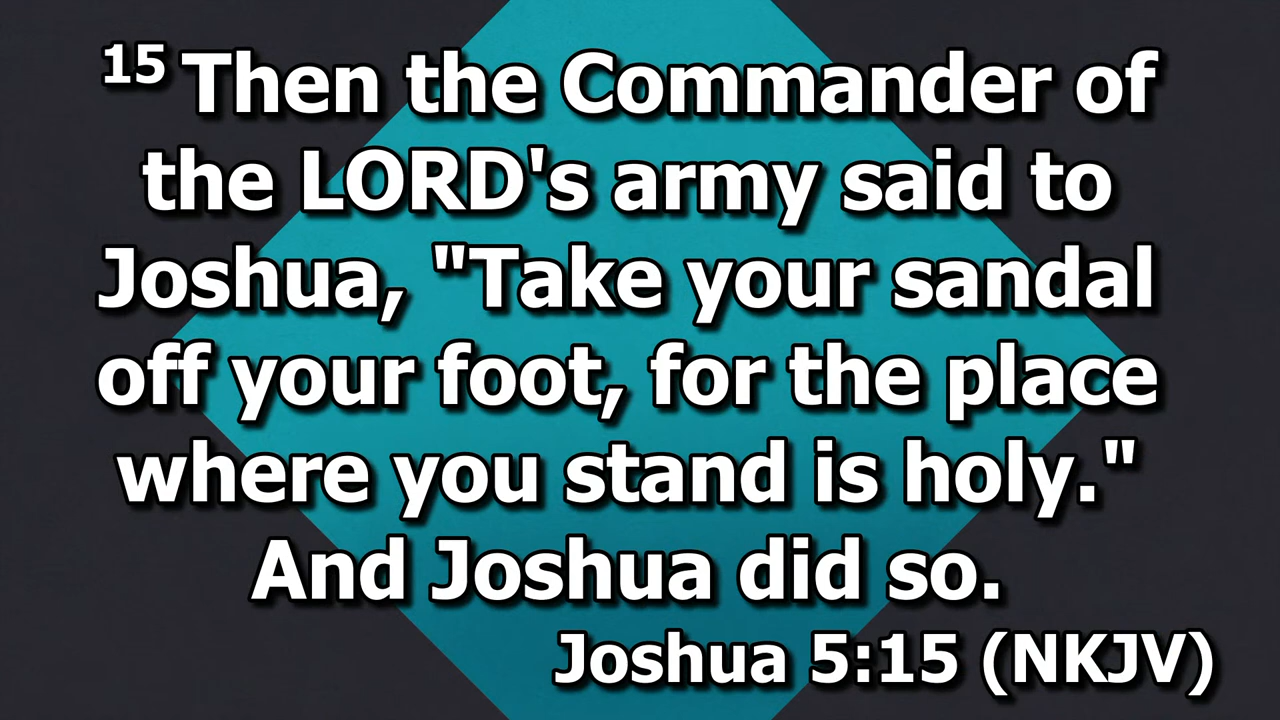 15 Then the Commander of
the LORD's army said to
Joshua, "Take your sandal
off your foot, for the place
where you stand is holy."
And Joshua did so.
Joshua 5:15 (NKJV)